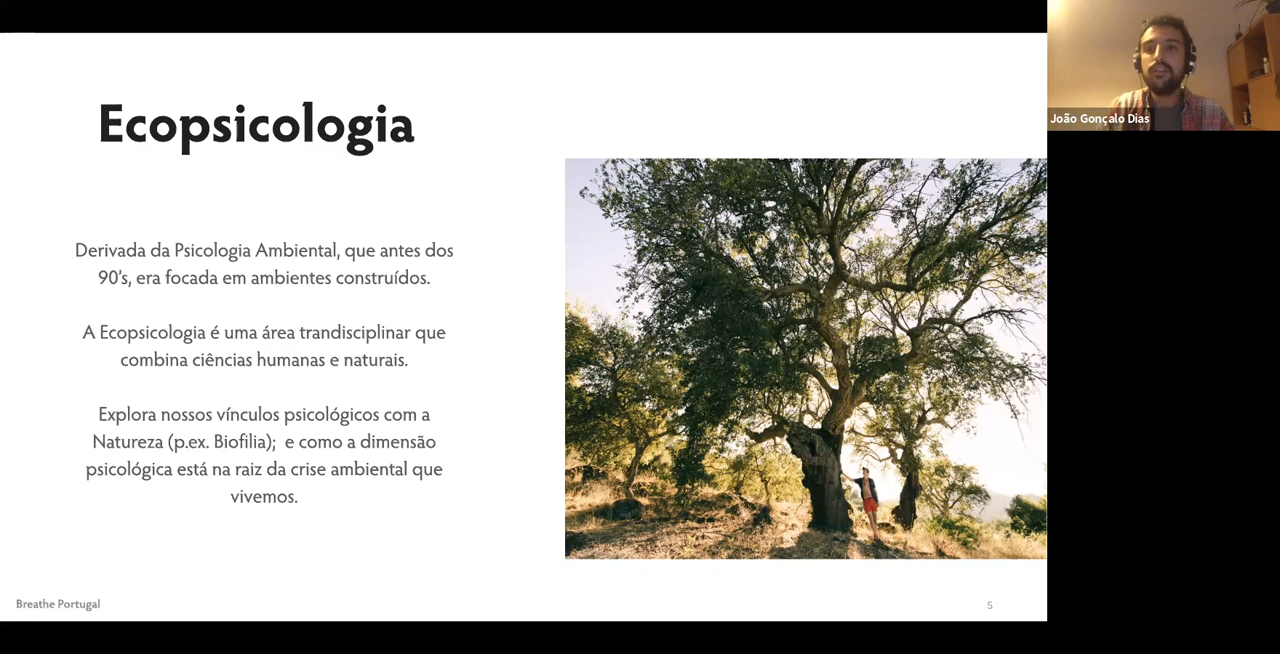 Ecopsicologia
Derivada da Psicologia Ambiental, que antes dos
90's, era focada em ambientes construídos.
A Ecopsicologia é uma área trandisciplinar que
combina ciências humanas e naturais.
Explora nossos vínculos psicológicos com a
Natureza (p.ex. Biofilia);  e como a dimensão
psicológica está na raiz da crise ambiental que
vivemos.
Breathe Portugal
5
João Gonçalo Dias